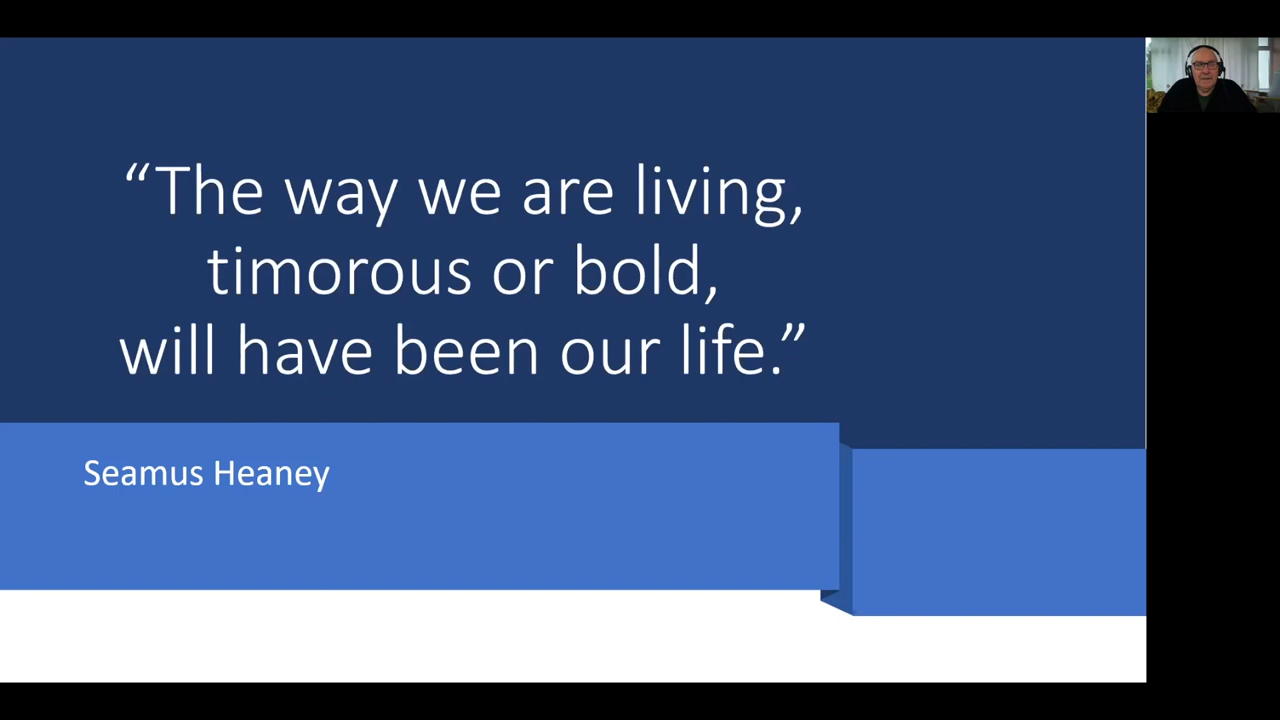 “The way we are living,
timorous or bold,
will have been our life.”
Seamus Heaney